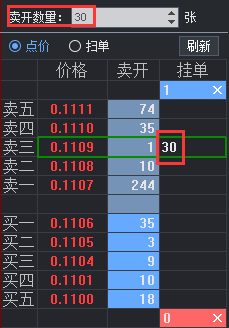 卖开数量： 30 张
点价 扫单 刷新
价格 卖开 挂单
1 ×
卖五 0.1111 74
卖四 0.1110 35
卖三 0.1109 1 30
卖二 0.1108 10
卖一 0.1107 244
买一 0.1106 35
买二 0.1105 3
买三 0.1104 9
买四 0.1101 10
买五 0.1100 18
0 ×